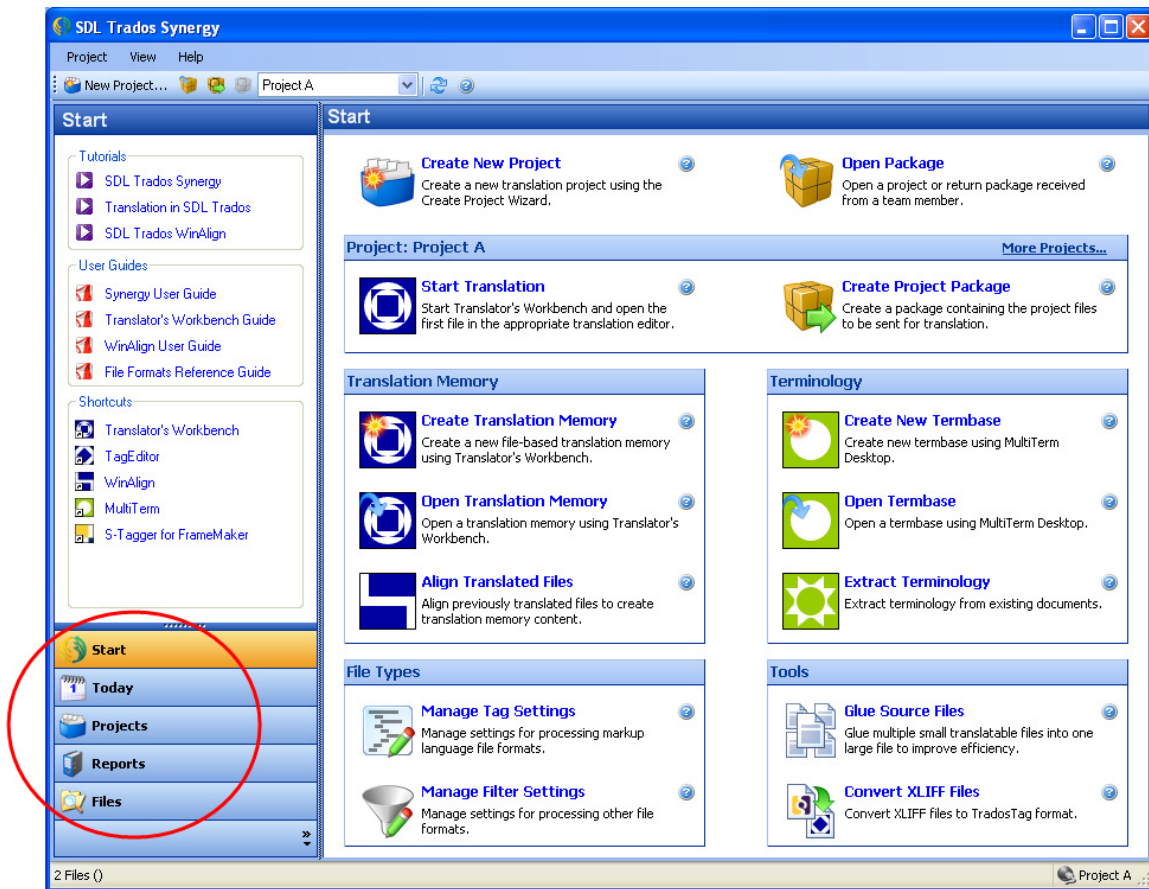 SDL Trados Synergy
Project View Help
New Project... Project A
Start
Tutorials
SDL Trados Synergy
Translation in SDL Trados
SDL Trados WinAlign
User Guides
Synergy User Guide
Translator's Workbench Guide
WinAlign User Guide
File Formats Reference Guide
Shortcuts
Translator's Workbench
TagEditor
WinAlign
MultiTerm
S-Tagger for FrameMaker
Start
1 Today
Projects
Reports
Files
»
Start
Create New Project
Create a new translation project using the
Create Project Wizard.
Open Package
Open a project or return package received
from a team member.
Project: Project A More Projects...
Start Translation
Start Translator's Workbench and open the
first file in the appropriate translation editor.
Create Project Package
Create a package containing the project files
to be sent for translation.
Translation Memory
Create Translation Memory
Create a new file-based translation memory
using Translator's Workbench.
Open Translation Memory
Open a translation memory using Translator's
Workbench.
Align Translated Files
Align previously translated files to create
translation memory content.
Terminology
Create New Termbase
Create new termbase using MultiTerm
Desktop.
Open Termbase
Open a termbase using MultiTerm Desktop.
Extract Terminology
Extract terminology from existing documents.
File Types
Manage Tag Settings
Manage settings for processing markup
language file formats.
Manage Filter Settings
Manage settings for processing other file
formats.
Tools
Glue Source Files
Glue multiple small translatable files into one
large file to improve efficiency.
Convert XLIFF Files
Convert XLIFF files to TradosTag format.
2 Files () Project A